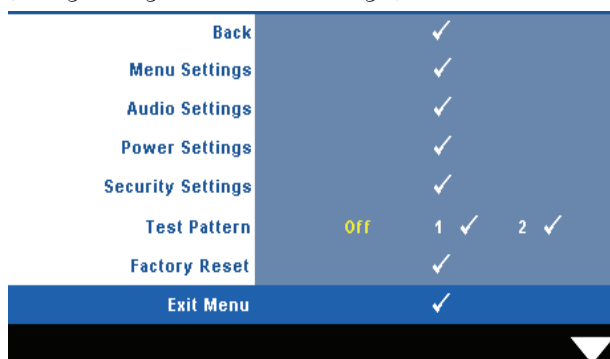 Back ✓
Menu Settings ✓
Audio Settings ✓
Power Settings ✓
Security Settings ✓
Test Pattern Off 1 ✓ 2 ✓
Factory Reset ✓
Exit Menu ✓